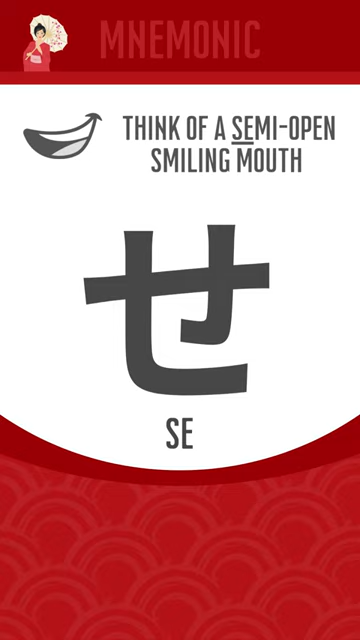 MNEMONIC
THINK OF A SEMI-OPEN
SMILING MOUTH
せ
SE